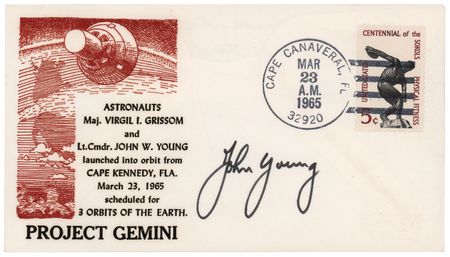 ASTRONAUTS
Maj. VIRGIL I. GRISSOM
and
Lt.Cmdr. JOHN W. YOUNG
launched into orbit from
CAPE KENNEDY, FLA.
March 23, 1965
scheduled for
3 ORBITS OF THE EARTH.
PROJECT GEMINI
CAPE CANAVERAL, FL
MAR
23
A.M.
1965
32920
CENTENNIAL of the SOKOLS
PHYSICAL FITNESS
UNITED STATES
5¢
John Young